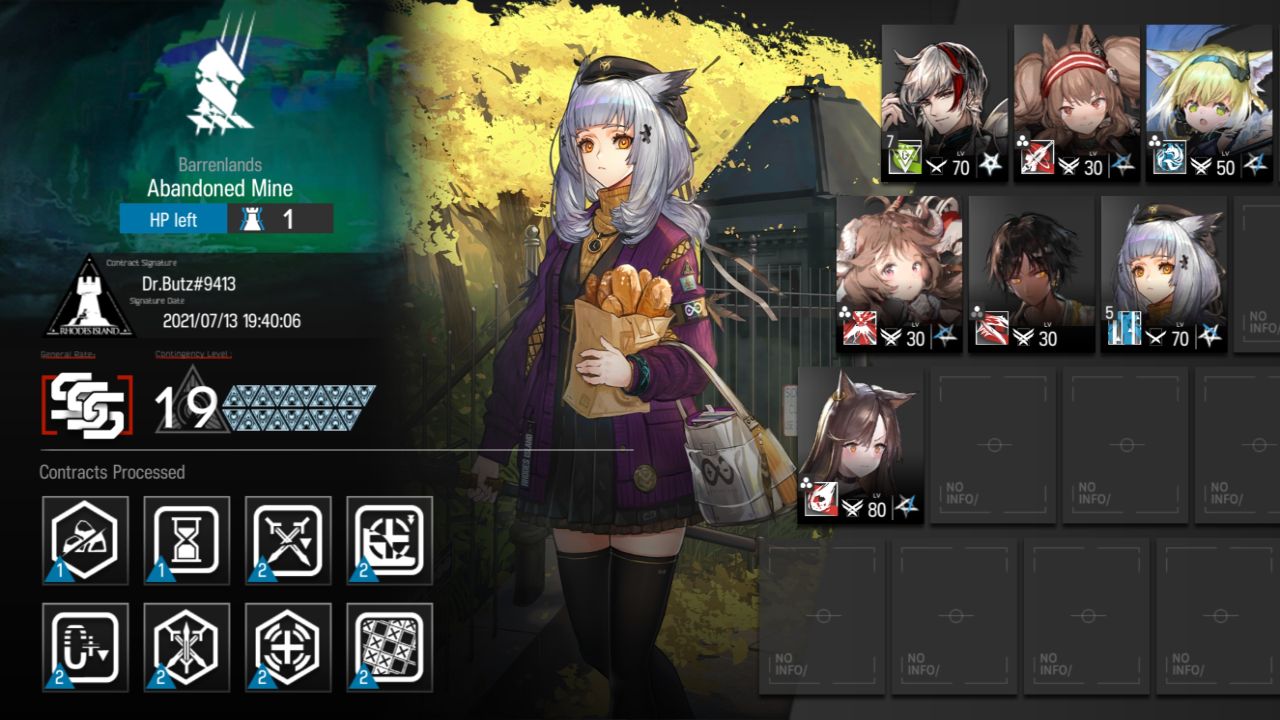 Barrenlands
Abandoned Mine
HP left 1
Contract Signature
Dr.Butz#9413
Signature Date
2021/07/13 19:40:06
RHODES ISLAND
General Rate:
Contingency Level:
SSS
19
Contracts Processed
1
1
2
2
2
2
2
2
RHODES ISLAND
7
LV
70
LV
30
LV
50
LV
30
LV
30
5
LV
70
NO
INFO/
LV
80
NO
INFO/
NO
INFO/
NO
INFO/
NO
INFO/
NO
INFO/
NO
INFO/
NO
INFO/